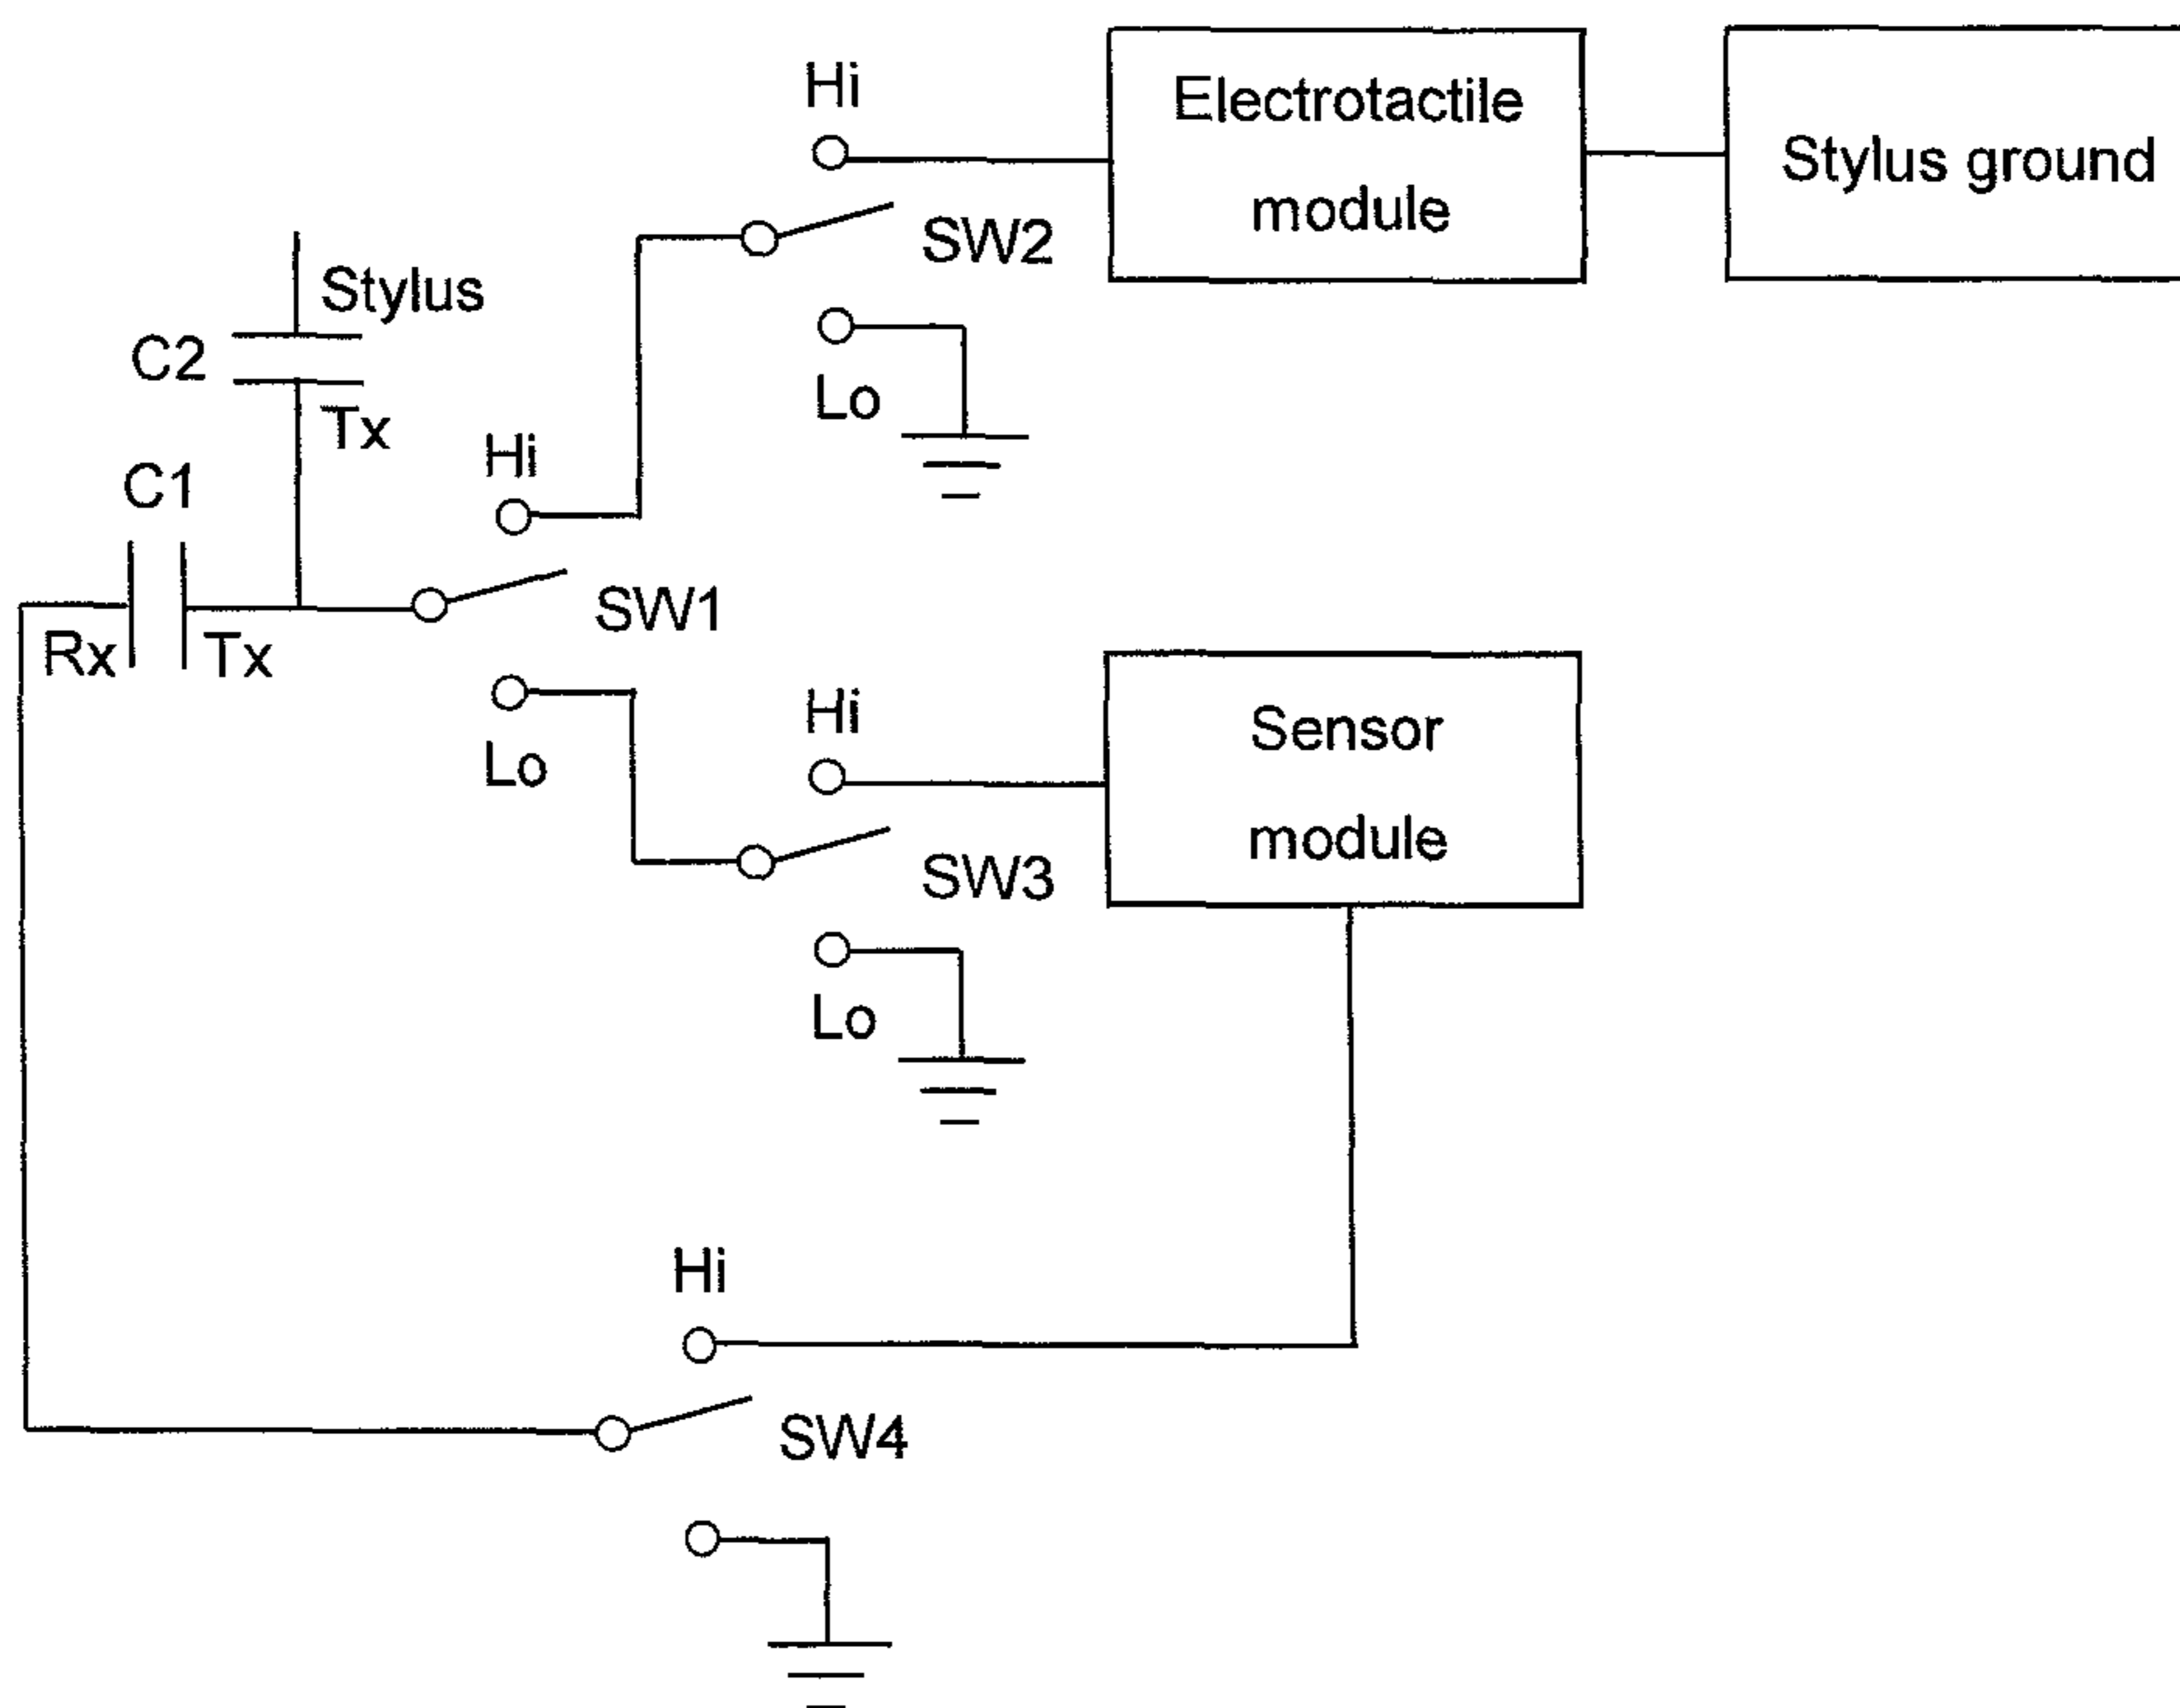 Hi
Electrotactile
module
Stylus ground
SW2
Stylus
C2
Lo
Tx
Hi
C1
SW1
Rx
Tx
Lo
Hi
Sensor
module
SW3
Lo
Hi
SW4